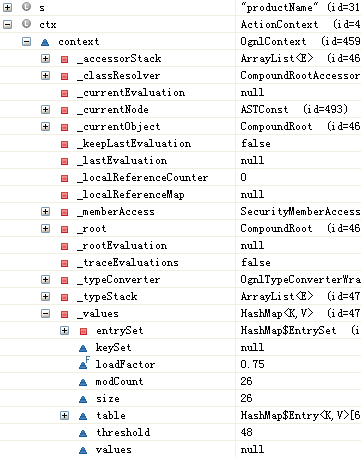 s "productName" (id=31
ctx ActionContext (id=4
context OgnlContext (id=459
_accessorStack ArrayList<E> (id=46
_classResolver CompoundRootAccessor
_currentEvaluation null
_currentNode ASTConst (id=493)
_currentObject CompoundRoot (id=46
_keepLastEvaluation false
_lastEvaluation null
_localReferenceCounter 0
_localReferenceMap null
_memberAccess SecurityMemberAccess
_root CompoundRoot (id=46
_rootEvaluation null
_traceEvaluations false
_typeConverter OgnlTypeConverterWra
_typeStack ArrayList<E> (id=47
_values HashMap<K,V> (id=47
entrySet HashMap$EntrySet (i
keySet null
F loadFactor 0.75
modCount 26
size 26
table HashMap$Entry<K,V>[6
threshold 48
values null